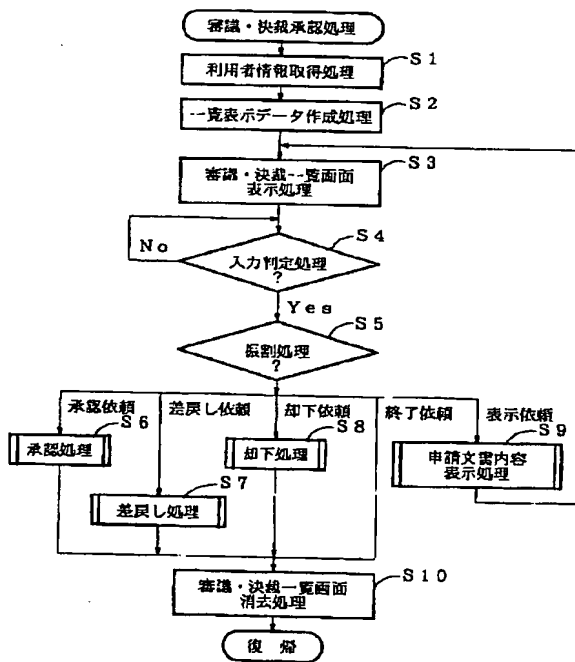 審議・決裁承認処理
S1
利用者情報取得処理
S2
一覧表示データ作成処理
S3
審議・決裁一覧画面
表示処理
S4
No
入力判定処理
?
Yes
S5
振割処理
?
承認依頼
差戻し依頼
却下依頼
終了依頼
表示依頼
S6
S8
S9
承認処理
却下処理
申請文書内容
表示処理
S7
差戻し処理
S10
審議・決裁一覧画面
消去処理
復帰